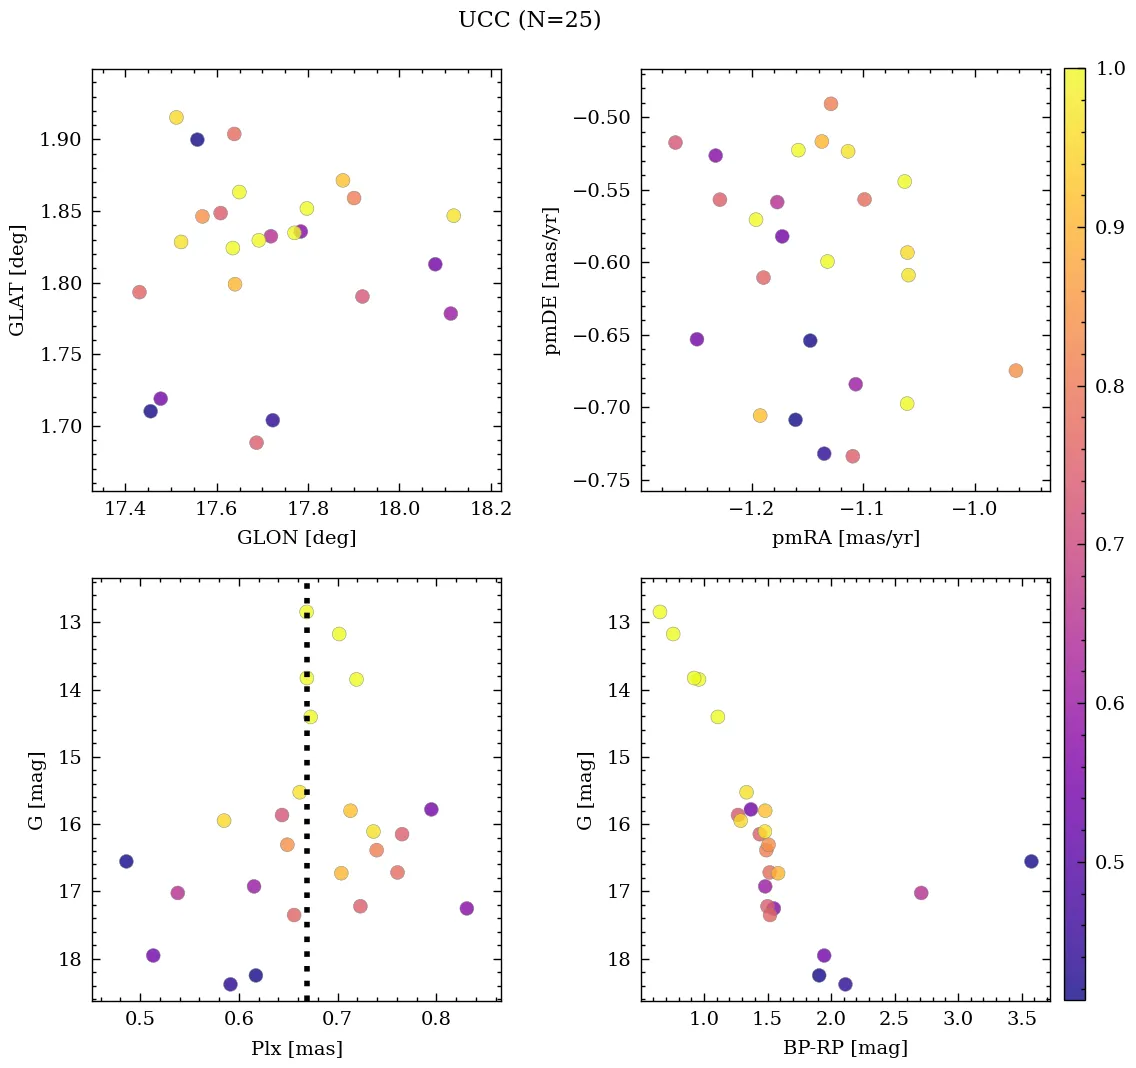 UCC (N=25)
1.90
1.85
1.80
1.75
1.70
GLAT [deg]
17.4 17.6 17.8 18.0 18.2
GLON [deg]
−0.50
−0.55
−0.60
−0.65
−0.70
−0.75
pmDE [mas/yr]
−1.2 −1.1 −1.0
pmRA [mas/yr]
13
14
15
16
17
18
G [mag]
0.5 0.6 0.7 0.8
Plx [mas]
13
14
15
16
17
18
G [mag]
1.0 1.5 2.0 2.5 3.0 3.5
BP-RP [mag]
1.0
0.9
0.8
0.7
0.6
0.5